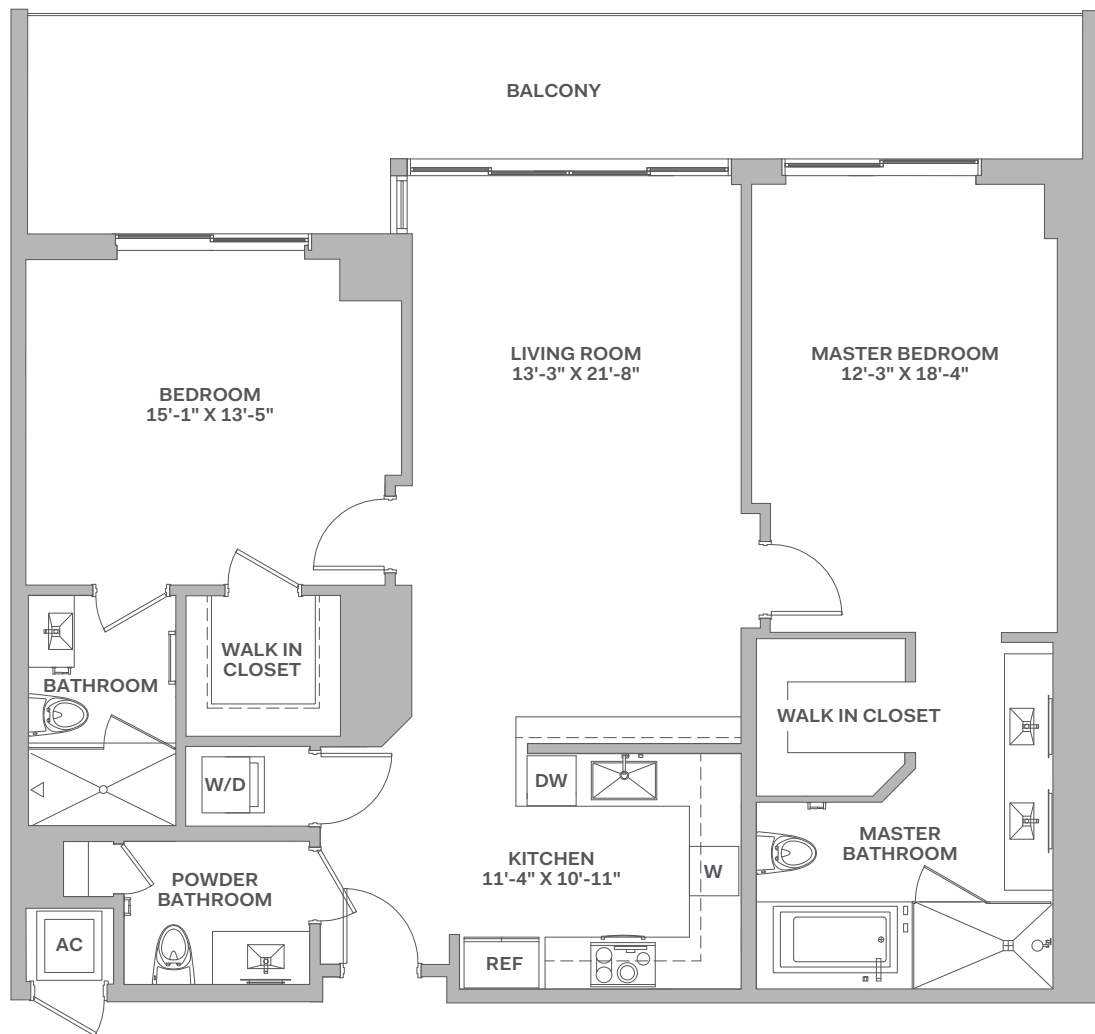 BALCONY
LIVING ROOM
13'-3" X 21'-8"
MASTER BEDROOM
12'-3" X 18'-4"
BEDROOM
15'-1" X 13'-5"
WALK IN
CLOSET
BATHROOM
WALK IN CLOSET
W/D
DW
MASTER
BATHROOM
KITCHEN
11'-4" X 10'-11"
W
POWDER
BATHROOM
AC
REF